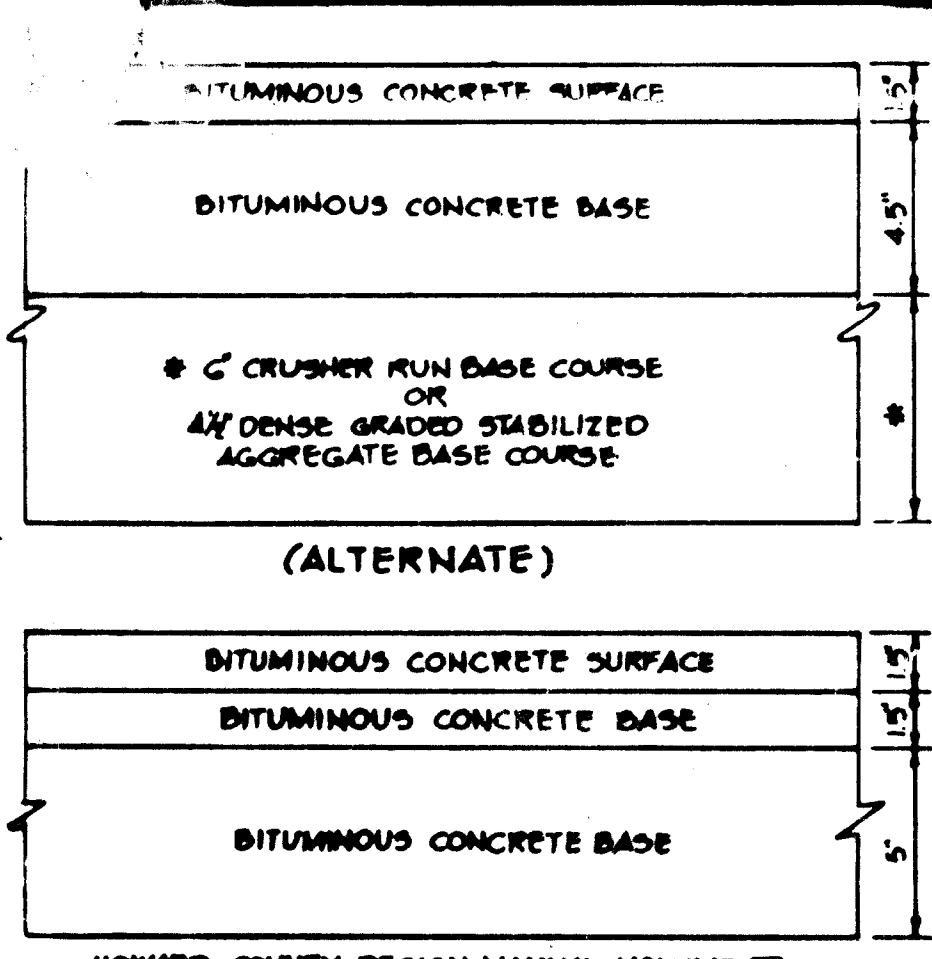 BITUMINOUS CONCRETE SURFACE
1.5"
BITUMINOUS CONCRETE BASE
4.5"
* 6" CRUSHER RUN BASE COURSE
OR
4½" DENSE GRADED STABILIZED
AGGREGATE BASE COURSE
*
(ALTERNATE)
BITUMINOUS CONCRETE SURFACE
1.5"
BITUMINOUS CONCRETE BASE
1.5"
BITUMINOUS CONCRETE BASE
5"
HOWARD COUNTY DESIGN MANUAL VOLUME